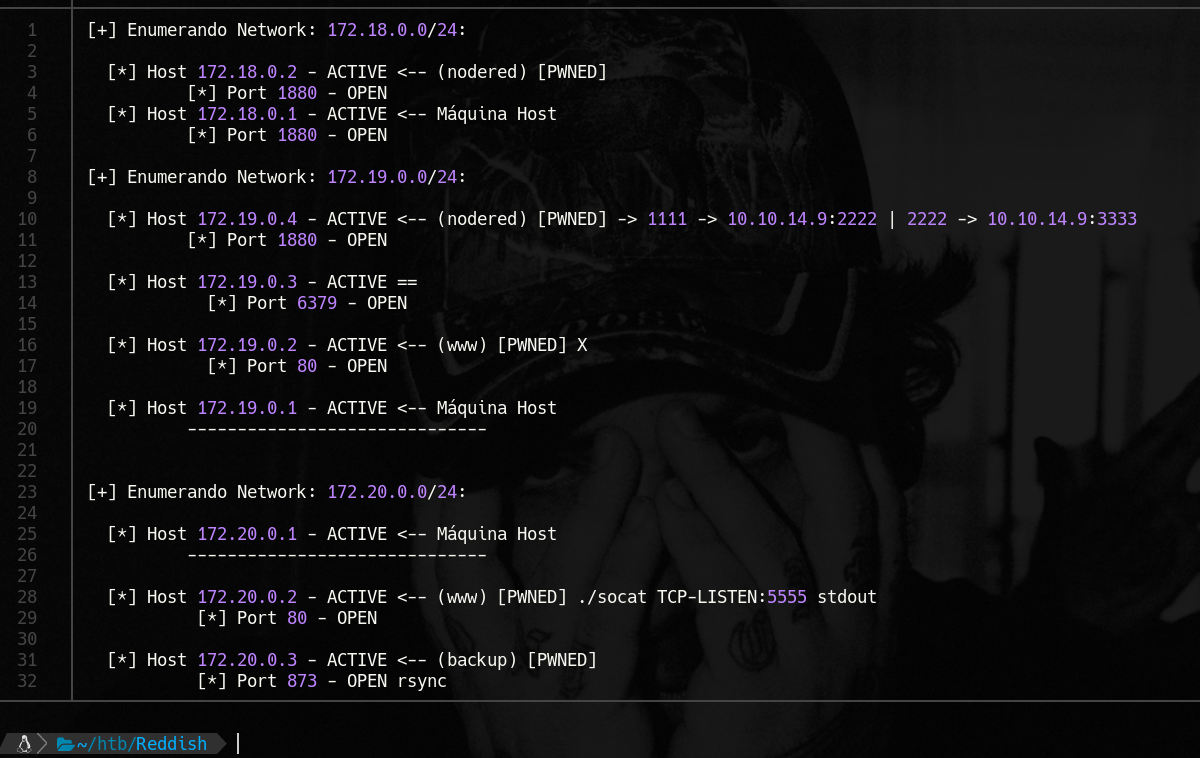 1 [+] Enumerando Network: 172.18.0.0/24:
2
3 [*] Host 172.18.0.2 - ACTIVE <-- (nodered) [PWNED]
4 [*] Port 1880 - OPEN
5 [*] Host 172.18.0.1 - ACTIVE <-- Máquina Host
6 [*] Port 1880 - OPEN
7
8 [+] Enumerando Network: 172.19.0.0/24:
9
10 [*] Host 172.19.0.4 - ACTIVE <-- (nodered) [PWNED] -> 1111 -> 10.10.14.9:2222 | 2222 -> 10.10.14.9:3333
11 [*] Port 1880 - OPEN
12
13 [*] Host 172.19.0.3 - ACTIVE ==
14 [*] Port 6379 - OPEN
15
16 [*] Host 172.19.0.2 - ACTIVE <-- (www) [PWNED] X
17 [*] Port 80 - OPEN
18
19 [*] Host 172.19.0.1 - ACTIVE <-- Máquina Host
20 ------------------------------
21
22
23 [+] Enumerando Network: 172.20.0.0/24:
24
25 [*] Host 172.20.0.1 - ACTIVE <-- Máquina Host
26 ------------------------------
27
28 [*] Host 172.20.0.2 - ACTIVE <-- (www) [PWNED] ./socat TCP-LISTEN:5555 stdout
29 [*] Port 80 - OPEN
30
31 [*] Host 172.20.0.3 - ACTIVE <-- (backup) [PWNED]
32 [*] Port 873 - OPEN rsync
~/htb/Reddish